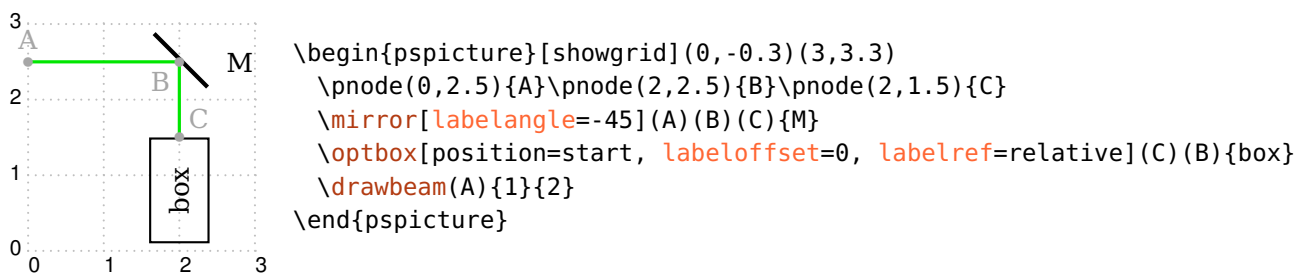 3
A
M
B
2
C
1
box
0
0 1 2 3
\begin{pspicture}[showgrid](0,-0.3)(3,3.3)
\pnode(0,2.5){A}\pnode(2,2.5){B}\pnode(2,1.5){C}
\mirror[labelangle=-45](A)(B)(C){M}
\optbox[position=start, labeloffset=0, labelref=relative](C)(B){box}
\drawbeam(A){1}{2}
\end{pspicture}